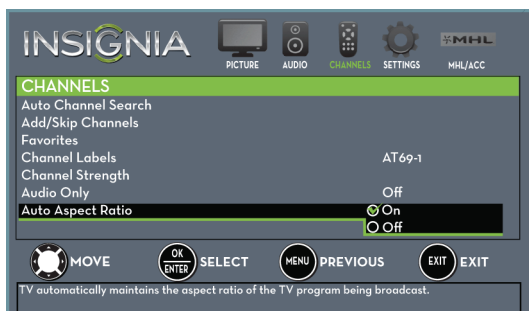 INSIGNIA
PICTURE AUDIO CHANNELS SETTINGS MHL MHL/ACC
CHANNELS
Auto Channel Search
Add/Skip Channels
Favorites
Channel Labels AT69-1
Channel Strength
Audio Only Off
Auto Aspect Ratio On
Off
MOVE OK ENTER SELECT MENU PREVIOUS EXIT EXIT
TV automatically maintains the aspect ratio of the TV program being broadcast.